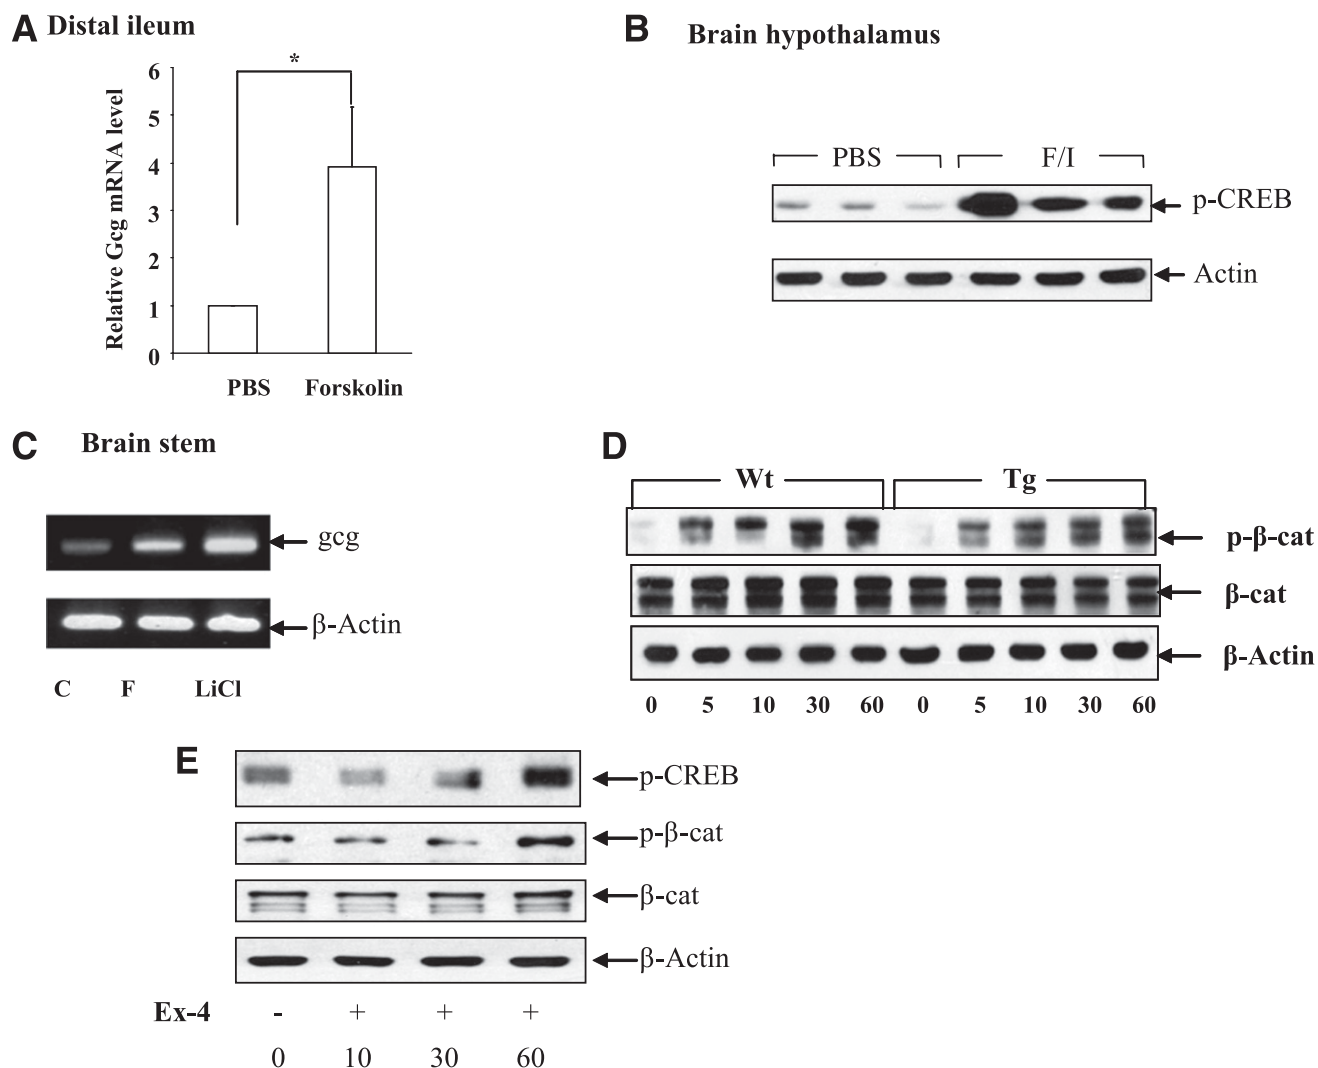 A Distal ileum
*
Relative Gcg mRNA level
6
5
4
3
2
1
0
PBS Forskolin
B Brain hypothalamus
PBS F/I
p-CREB
Actin
C Brain stem
gcg
β-Actin
C F LiCl
D
Wt Tg
p-β-cat
β-cat
β-Actin
0 5 10 30 60 0 5 10 30 60
E
p-CREB
p-β-cat
β-cat
β-Actin
Ex-4 - + + +
0 10 30 60